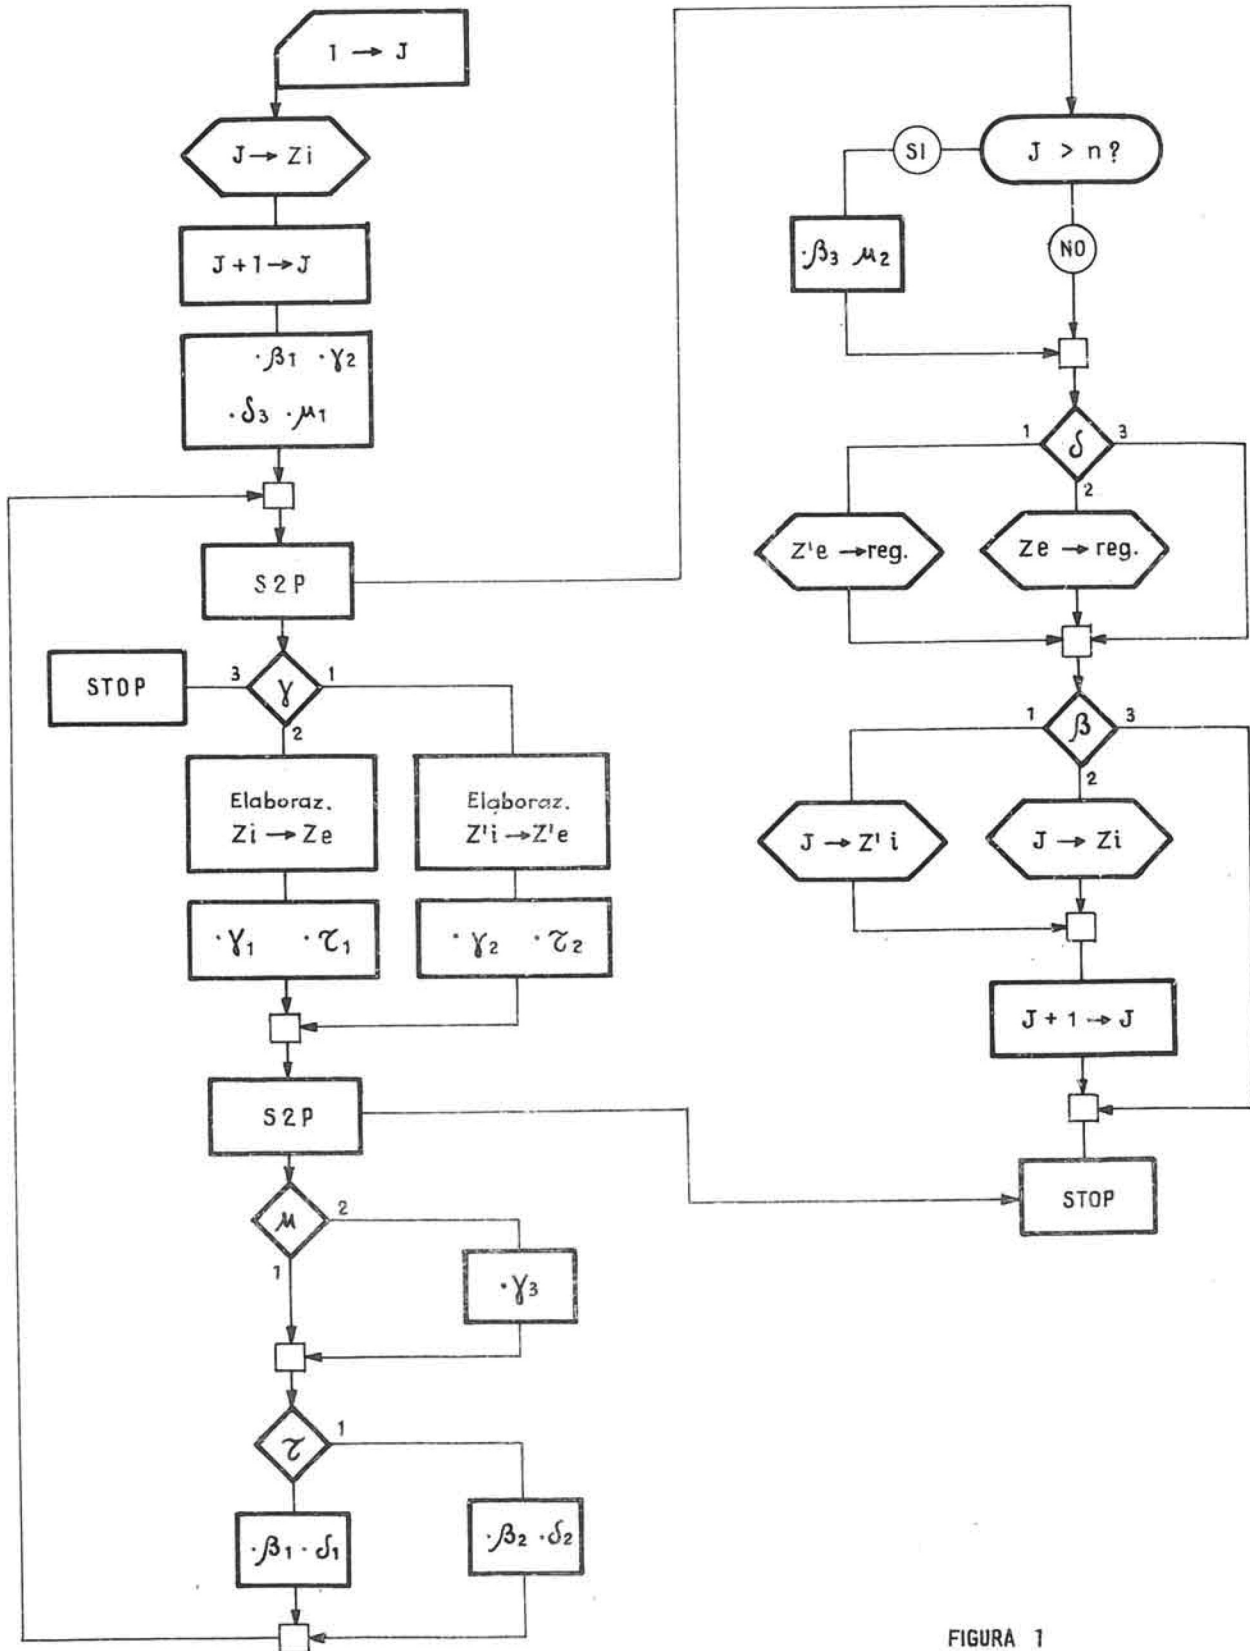 1 → J
J → Zi
J + 1 → J
·β1 ·γ2
·δ3 ·μ1
S2P
γ
3
1
2
STOP
Elaboraz.
Zi → Ze
Elaboraz.
Z'i → Z'e
·γ1 ·τ1
·γ2 ·τ2
S2P
μ
2
1
·γ3
τ
1
·β1 ·δ1
·β2 ·δ2
J > n?
SI
NO
·β3 μ2
δ
1
3
2
Z'e → reg.
Ze → reg.
β
1
3
2
J → Z'i
J → Zi
J + 1 → J
STOP
FIGURA 1